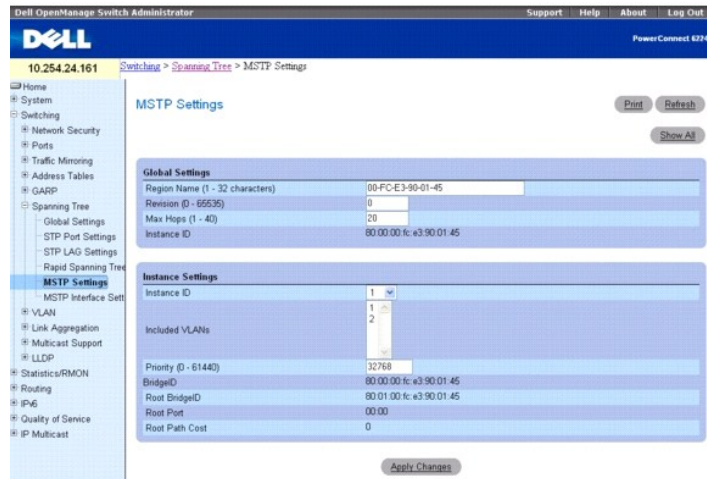 Dell OpenManage Switch Administrator
Support Help About Log Out
DELL
PowerConnect 6224
10.254.24.161
Switching > Spanning Tree > MSTP Settings
Home
System
Switching
Network Security
Ports
Traffic Mirroring
Address Tables
GARP
Spanning Tree
Global Settings
STP Port Settings
STP LAG Settings
Rapid Spanning Tree
MSTP Settings
MSTP Interface Sett
VLAN
Link Aggregation
Multicast Support
LLDP
Statistics/RMON
Routing
IPv6
Quality of Service
IP Multicast
MSTP Settings
Print Refresh
Show All
Global Settings
Region Name (1 - 32 characters) 00-FC-E3-90-01-45
Revision (0 - 65535) 0
Max Hops (1 - 40) 20
Instance ID 80:00:00:fc:e3:90:01:45
Instance Settings
Instance ID 1
Included VLANs 1
2
Priority (0 - 61440) 32768
BridgeID 80:00:00:fc:e3:90:01:45
Root BridgeID 80:01:00:fc:e3:90:01:45
Root Port 00:00
Root Path Cost 0
Apply Changes